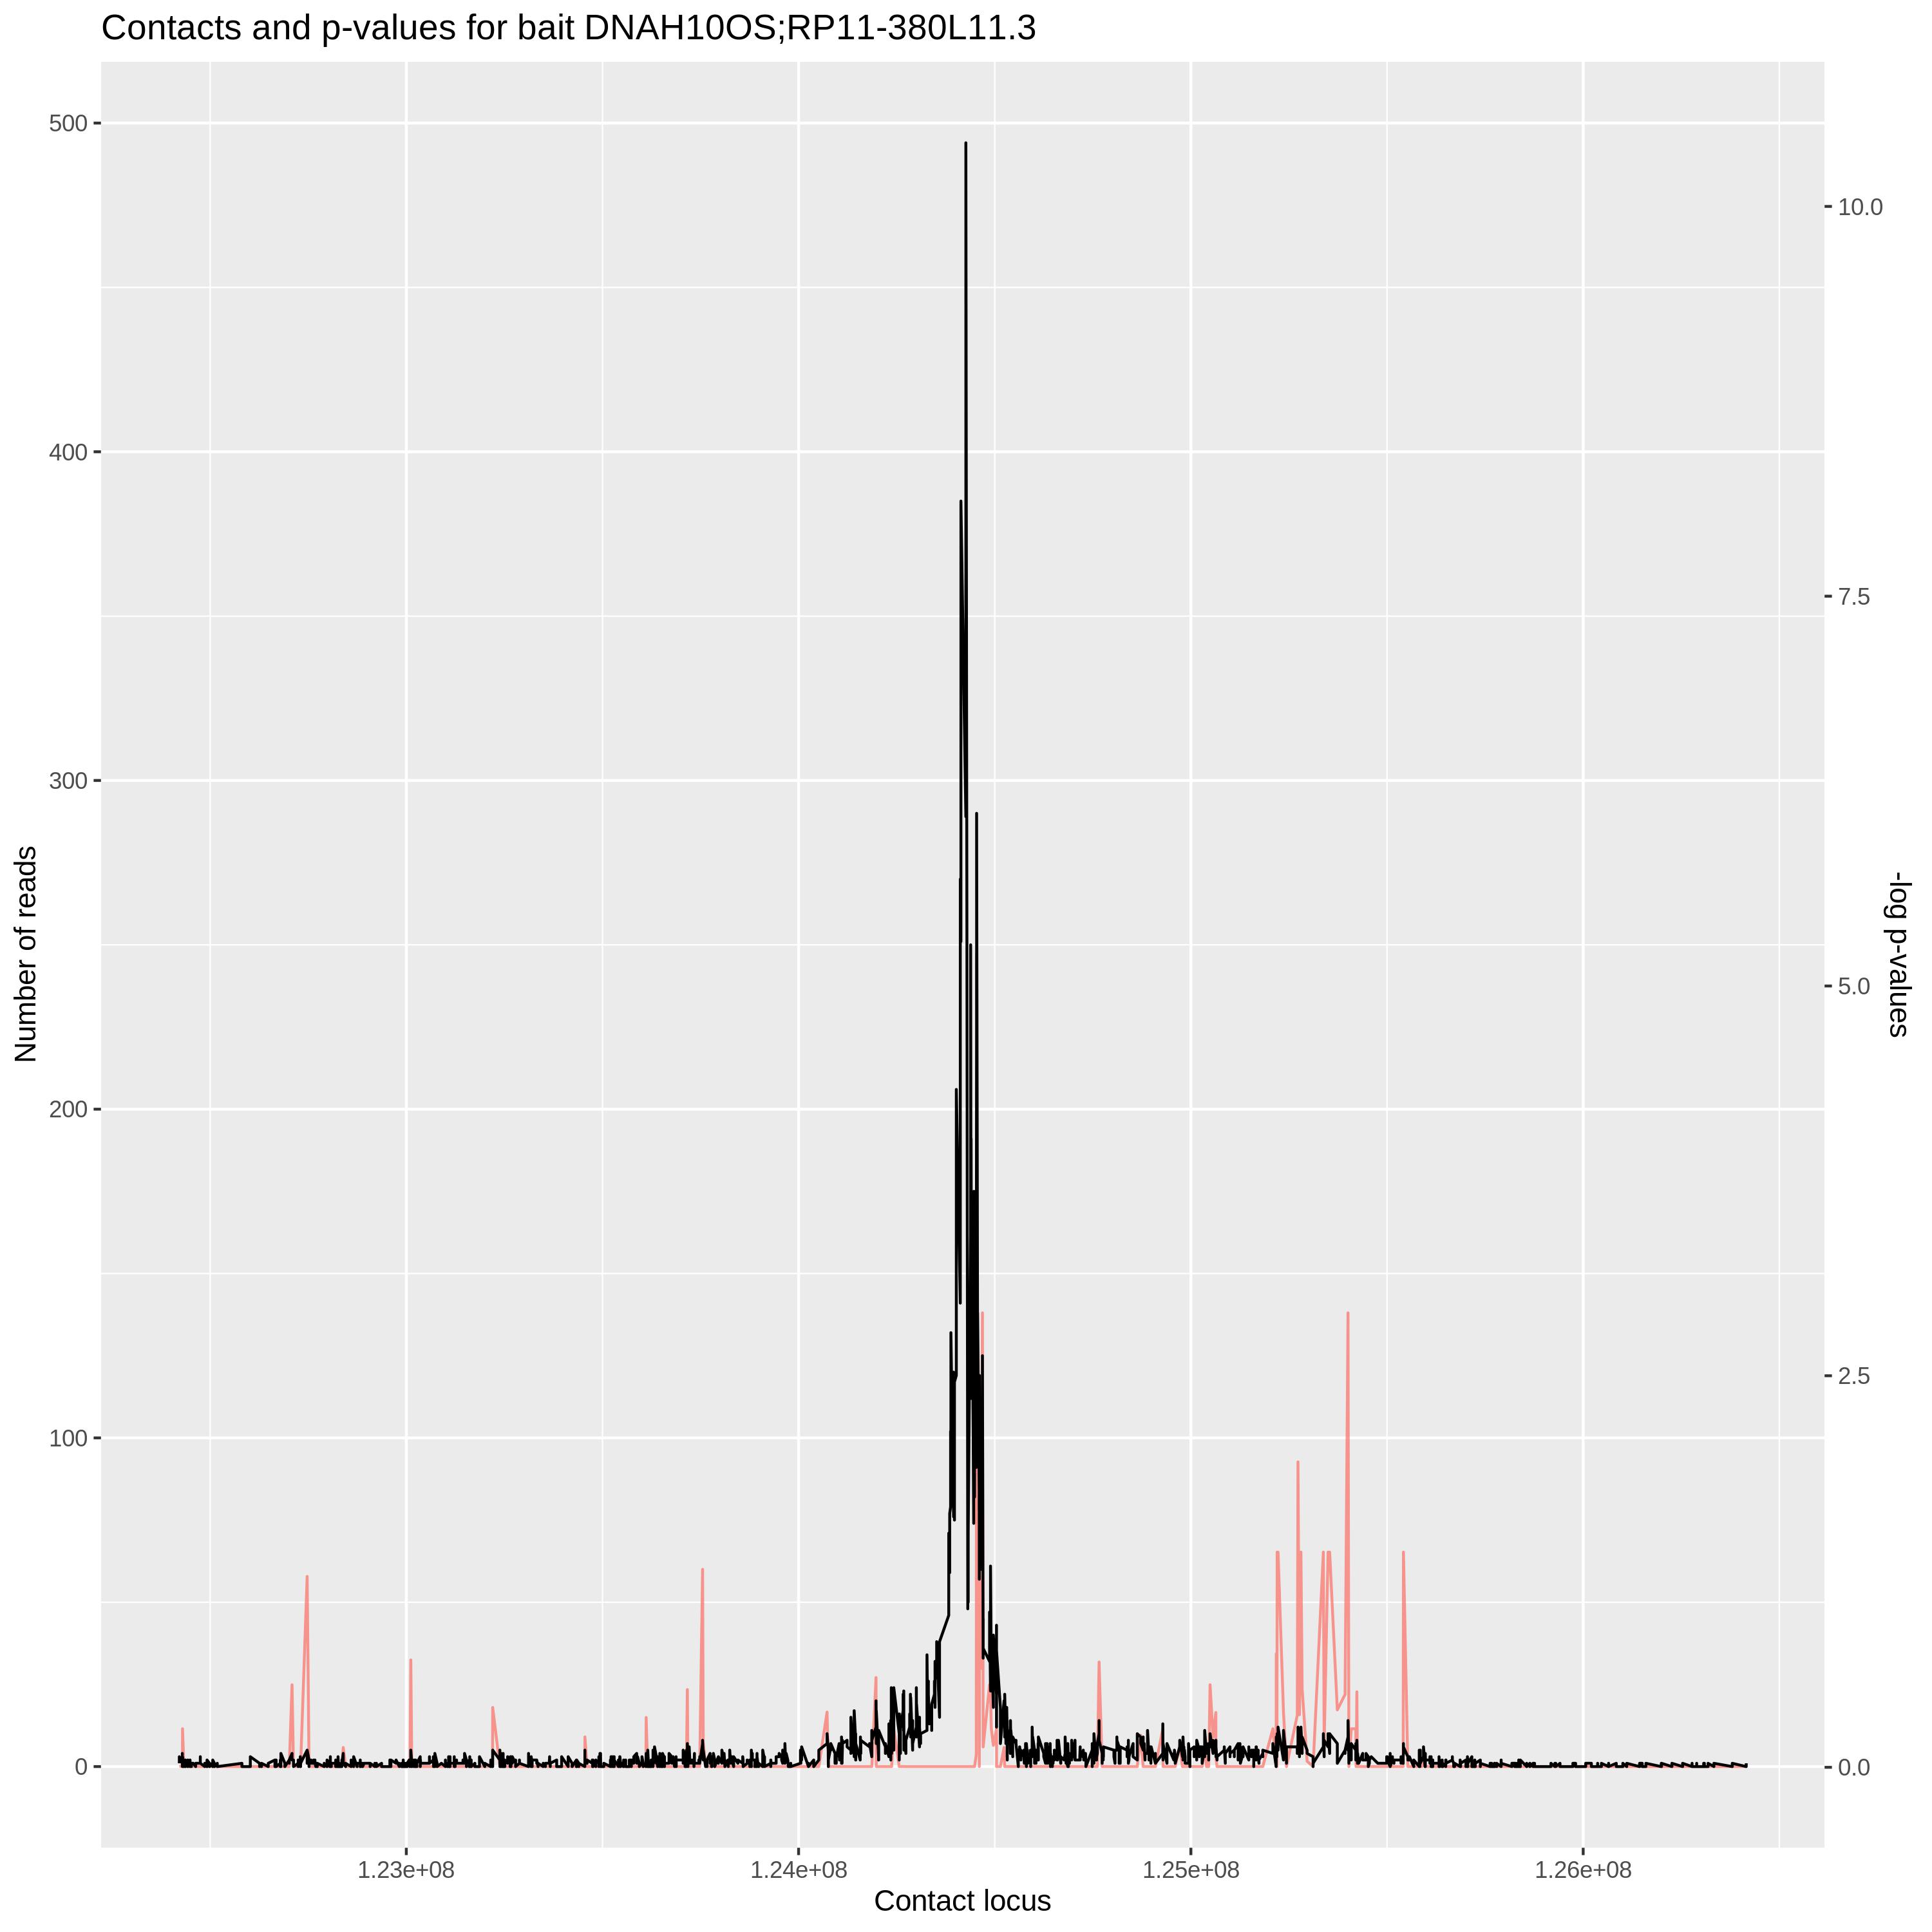 Contacts and p-values for bait DNAH10OS;RP11-380L11.3
500
400
300
200
100
0
Number of reads
10.0
7.5
5.0
2.5
0.0
-log p-values
1.23e+08
1.24e+08
1.25e+08
1.26e+08
Contact locus